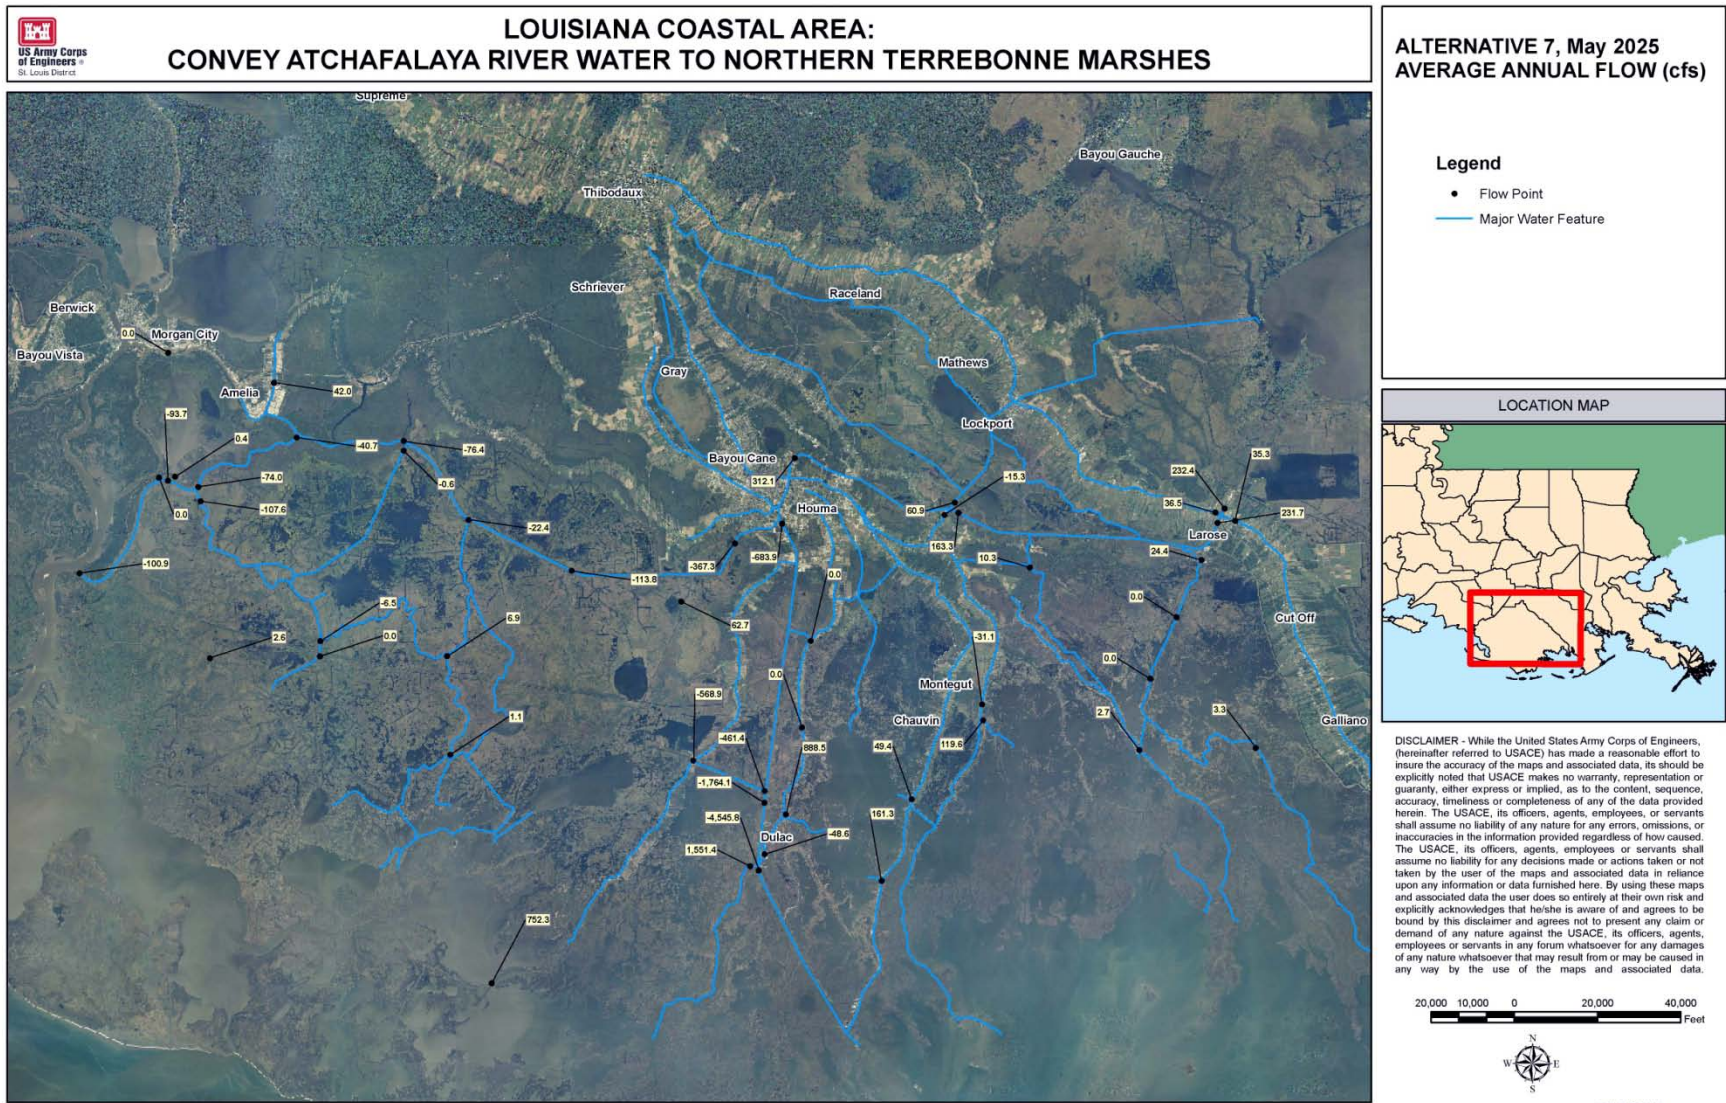 US Army Corps
of Engineers ®
St. Louis District
LOUISIANA COASTAL AREA:
CONVEY ATCHAFALAYA RIVER WATER TO NORTHERN TERREBONNE MARSHES
ALTERNATIVE 7, May 2025
AVERAGE ANNUAL FLOW (cfs)
Legend
Flow Point
Major Water Feature
LOCATION MAP
Supreme
Bayou Gauche
Thibodaux
Schriever
Raceland
Berwick
0.0
Morgan City
Bayou Vista
Gray
Mathews
Amelia
42.0
-93.7
0.4
-40.7
-76.4
Lockport
Bayou Cane
-15.3
35.3
232.4
-74.0
-0.6
312.1
-107.6
0.0
Houma
60.9
36.5
231.7
-22.4
Larose
163.3
-683.9
24.4
-100.9
-367.3
10.3
-113.8
0.0
-6.5
0.0
62.7
Cut Off
2.6
0.0
6.9
-31.1
0.0
0.0
-568.9
Montegut
1.1
Chauvin
2.7
3.3
Galliano
-461.4
888.5
49.4
119.6
-1,764.1
-4,545.8
161.3
Dulac
-48.6
1,551.4
752.3
DISCLAIMER - While the United States Army Corps of Engineers,
(hereinafter referred to USACE) has made a reasonable effort to
insure the accuracy of the maps and associated data, its should be
explicitly noted that USACE makes no warranty, representation or
guaranty, either express or implied, as to the content, sequence,
accuracy, timeliness or completeness of any of the data provided
herein. The USACE, its officers, agents, employees, or servants
shall assume no liability of any nature for any errors, omissions, or
inaccuracies in the information provided regardless of how caused.
The USACE, its officers, agents, employees or servants shall
assume no liability for any decisions made or actions taken or not
taken by the user of the maps and associated data in reliance
upon any information or data furnished here. By using these maps
and associated data the user does so entirely at their own risk and
explicitly acknowledges that he/she is aware of and agrees to be
bound by this disclaimer and agrees not to present any claim or
demand of any nature against the USACE, its officers, agents,
employees or servants in any forum whatsoever for any damages
of any nature whatsoever that may result from or may be caused in
any way by the use of the maps and associated data.
20,000 10,000 0 20,000 40,000
Feet
N
W E
S